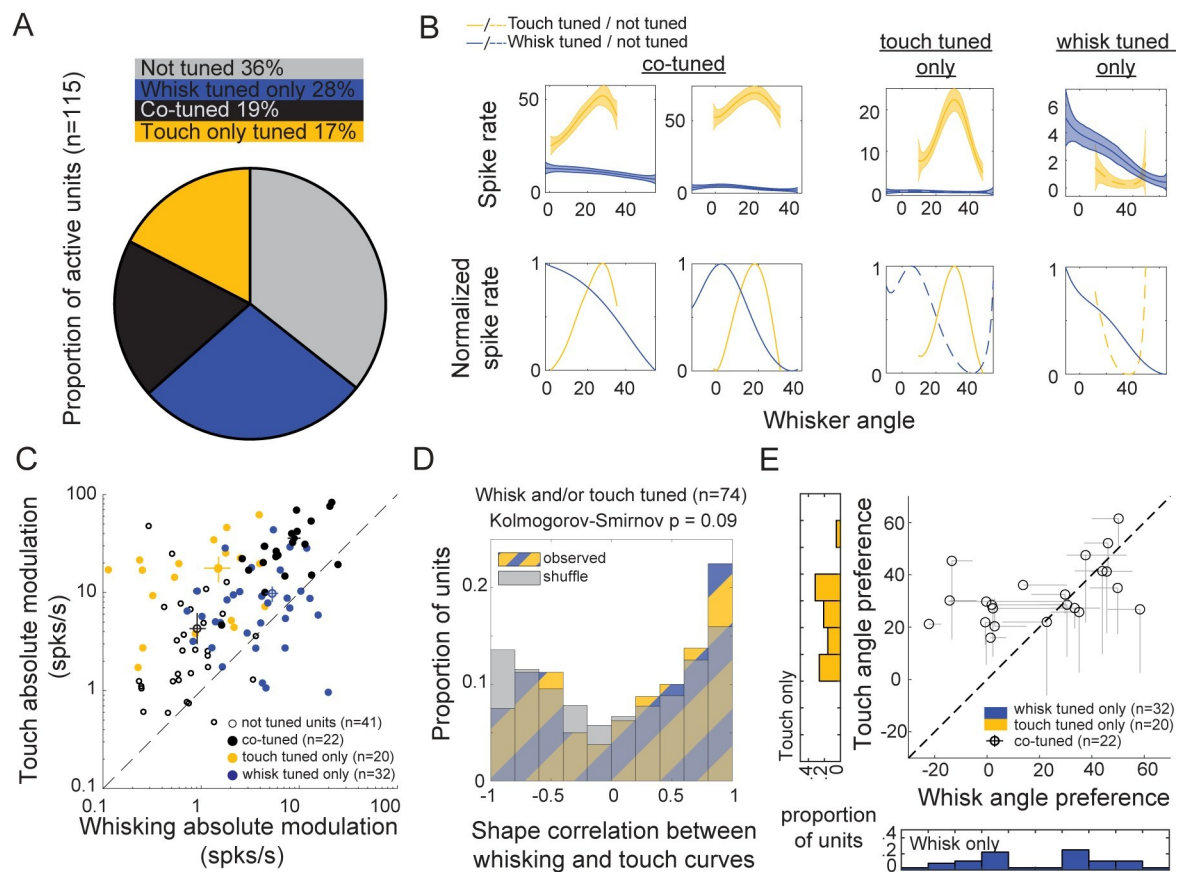 A
Proportion of active units (n=115)
Not tuned 36%
Whisk tuned only 28%
Co-tuned 19%
Touch only tuned 17%
B
Touch tuned / not tuned
Whisk tuned / not tuned
co-tuned
touch tuned only
whisk tuned only
Spike rate
50
0
0 20 40
50
0
0 20 40
20
10
0
0 20 40
6
4
2
0
0 40
Normalized spike rate
1
0
0 20 40
1
0
0 20 40
1
0
0 20 40
1
0
0 40
Whisker angle
C
Touch absolute modulation (spks/s)
100
10
1
0.1
not tuned units (n=41)
co-tuned (n=22)
touch tuned only (n=20)
whisk tuned only (n=32)
0.1 1 10 100
Whisking absolute modulation (spks/s)
D
Whisk and/or touch tuned (n=74)
Kolmogorov-Smirnov p = 0.09
observed
shuffle
Proportion of units
0.2
0.1
0
-1 -0.5 0 0.5 1
Shape correlation between whisking and touch curves
E
Touch only
4 2 0
proportion of units
Touch angle preference
60
40
20
0
-20
whisk tuned only (n=32)
touch tuned only (n=20)
co-tuned (n=22)
-20 0 20 40 60
Whisk angle preference
4
2
0
Whisk only